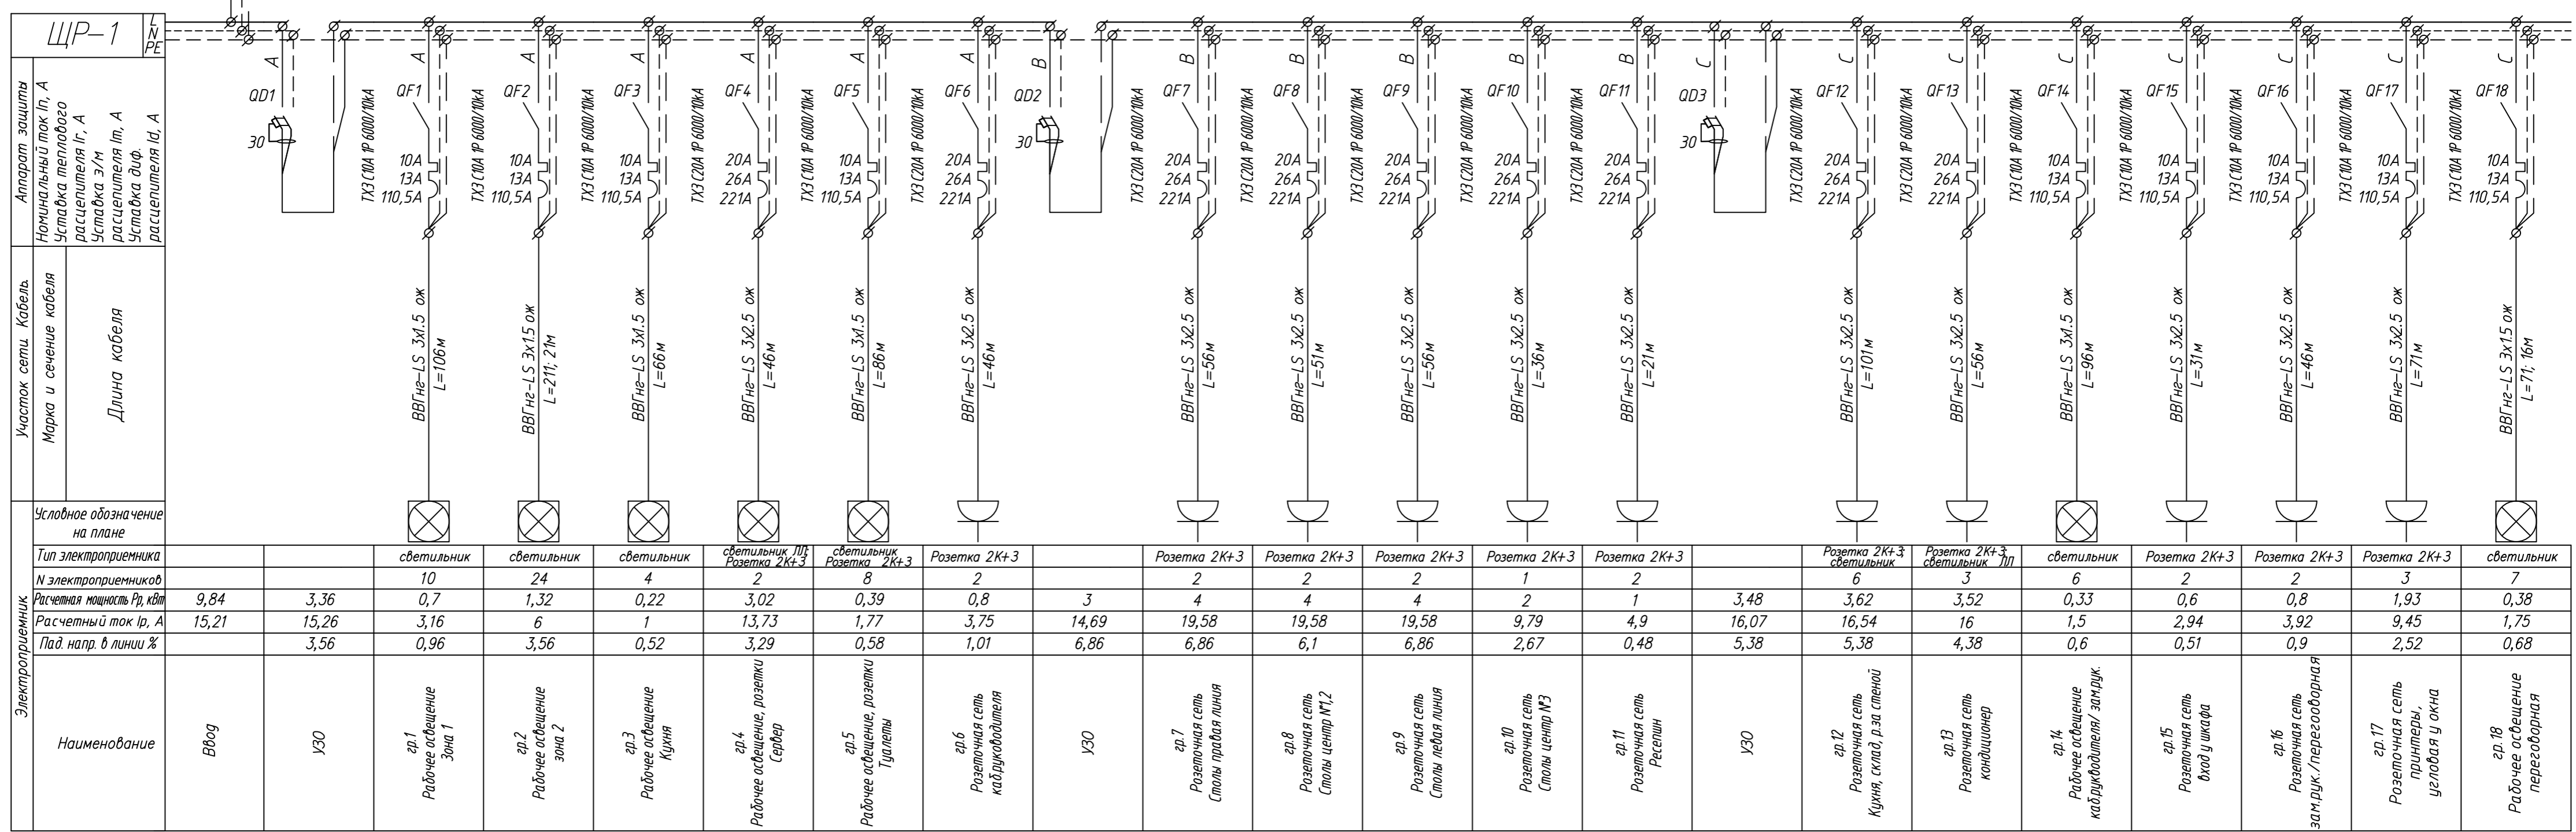 ЩР-1
L
N
PE
Аппарат защиты
Номинальный ток In, А
Уставка теплового
расцепителя Ir, А
Уставка э/м
расцепителя Im, А
Уставка диф.
расцепителя Id, А
A
QD1
30
A
QF1
ТХ3 С10А 1Р 6000/10кА
10А
13А
110,5А
A
QF2
ТХ3 С10А 1Р 6000/10кА
10А
13А
110,5А
A
QF3
ТХ3 С10А 1Р 6000/10кА
10А
13А
110,5А
A
QF4
ТХ3 С20А 1Р 6000/10кА
20А
26А
221А
A
QF5
ТХ3 С10А 1Р 6000/10кА
10А
13А
110,5А
A
QF6
ТХ3 С20А 1Р 6000/10кА
20А
26А
221А
B
QD2
30
B
QF7
ТХ3 С20А 1Р 6000/10кА
20А
26А
221А
B
QF8
ТХ3 С20А 1Р 6000/10кА
20А
26А
221А
B
QF9
ТХ3 С20А 1Р 6000/10кА
20А
26А
221А
B
QF10
ТХ3 С20А 1Р 6000/10кА
20А
26А
221А
B
QF11
ТХ3 С20А 1Р 6000/10кА
20А
26А
221А
C
QD3
30
C
QF12
ТХ3 С20А 1Р 6000/10кА
20А
26А
221А
C
QF13
ТХ3 С20А 1Р 6000/10кА
20А
26А
221А
C
QF14
ТХ3 С10А 1Р 6000/10кА
10А
13А
110,5А
C
QF15
ТХ3 С10А 1Р 6000/10кА
10А
13А
110,5А
C
QF16
ТХ3 С10А 1Р 6000/10кА
10А
13А
110,5А
C
QF17
ТХ3 С10А 1Р 6000/10кА
10А
13А
110,5А
C
QF18
ТХ3 С20А 1Р 6000/10кА
10А
13А
110,5А
Участок сети Кабель
Марка и сечение кабеля
Длина кабеля
ВВГнг-LS 3х1.5 ож
L=106м
ВВГнг-LS 3х1.5 ож
L=211; 21м
ВВГнг-LS 3х1.5 ож
L=66м
ВВГнг-LS 3х2.5 ож
L=46м
ВВГнг-LS 3х1.5 ож
L=86м
ВВГнг-LS 3х2.5 ож
L=46м
ВВГнг-LS 3х2.5 ож
L=56м
ВВГнг-LS 3х2.5 ож
L=51м
ВВГнг-LS 3х2.5 ож
L=56м
ВВГнг-LS 3х2.5 ож
L=36м
ВВГнг-LS 3х2.5 ож
L=21м
ВВГнг-LS 3х2.5 ож
L=101м
ВВГнг-LS 3х2.5 ож
L=56м
ВВГнг-LS 3х1.5 ож
L=96м
ВВГнг-LS 3х2.5 ож
L=31м
ВВГнг-LS 3х2.5 ож
L=46м
ВВГнг-LS 3х2.5 ож
L=71м
ВВГнг-LS 3х1.5 ож
L=71; 16м
Электроприемник
Условное обозначение
на плане
Тип электроприемника светильник светильник светильник светильник ЛЛ; Розетка 2К+З светильник Розетка 2К+З Розетка 2К+З Розетка 2К+З Розетка 2К+З Розетка 2К+З Розетка 2К+З Розетка 2К+З Розетка 2К+З; светильник Розетка 2К+З; светильник ЛЛ светильник Розетка 2К+З Розетка 2К+З Розетка 2К+З светильник
N электроприемников 10 24 4 2 8 2 2 2 2 1 2 6 3 6 2 2 3 7
Расчетная мощность Рр, кВт 9,84 3,36 0,7 1,32 0,22 3,02 0,39 0,8 3 4 4 4 2 1 3,48 3,62 3,52 0,33 0,6 0,8 1,93 0,38
Расчетный ток Iр, А 15,21 15,26 3,16 6 1 13,73 1,77 3,75 14,69 19,58 19,58 19,58 9,79 4,9 16,07 16,54 16 1,5 2,94 3,92 9,45 1,75
Пад. напр. в линии % 3,56 0,96 3,56 0,52 3,29 0,58 1,01 6,86 6,86 6,1 6,86 2,67 0,48 5,38 5,38 4,38 0,6 0,51 0,9 2,52 0,68
Наименование
Ввод
УЗО
гр.1
Рабочее освещение
Зона 1
гр.2
Рабочее освещение
зона 2
гр.3
Рабочее освещение
Кухня
гр.4
Рабочее освещение, розетки
Сервер
гр.5
Рабочее освещение, розетки
Туалеты
гр.6
Розеточная сеть
каб.руководителя
УЗО
гр.7
Розеточная сеть
Столы правая линия
гр.8
Розеточная сеть
Столы центр №1,2
гр.9
Розеточная сеть
Столы левая линия
гр.10
Розеточная сеть
Столы центр №3
гр.11
Розеточная сеть
Ресепшн
УЗО
гр.12
Розеточная сеть
Кухня, склад, р.за стеной
гр.13
Розеточная сеть
кондиционер
гр.14
Рабочее освещение
каб.рукводителя/ зам.рук.
гр.15
Розеточная сеть
вход у шкафа
гр.16
Розеточная сеть
зам.рук./перегооворная
гр.17
Розеточная сеть
принтеры,
угловая у окна
гр.18
Рабочее освещение
переговорная